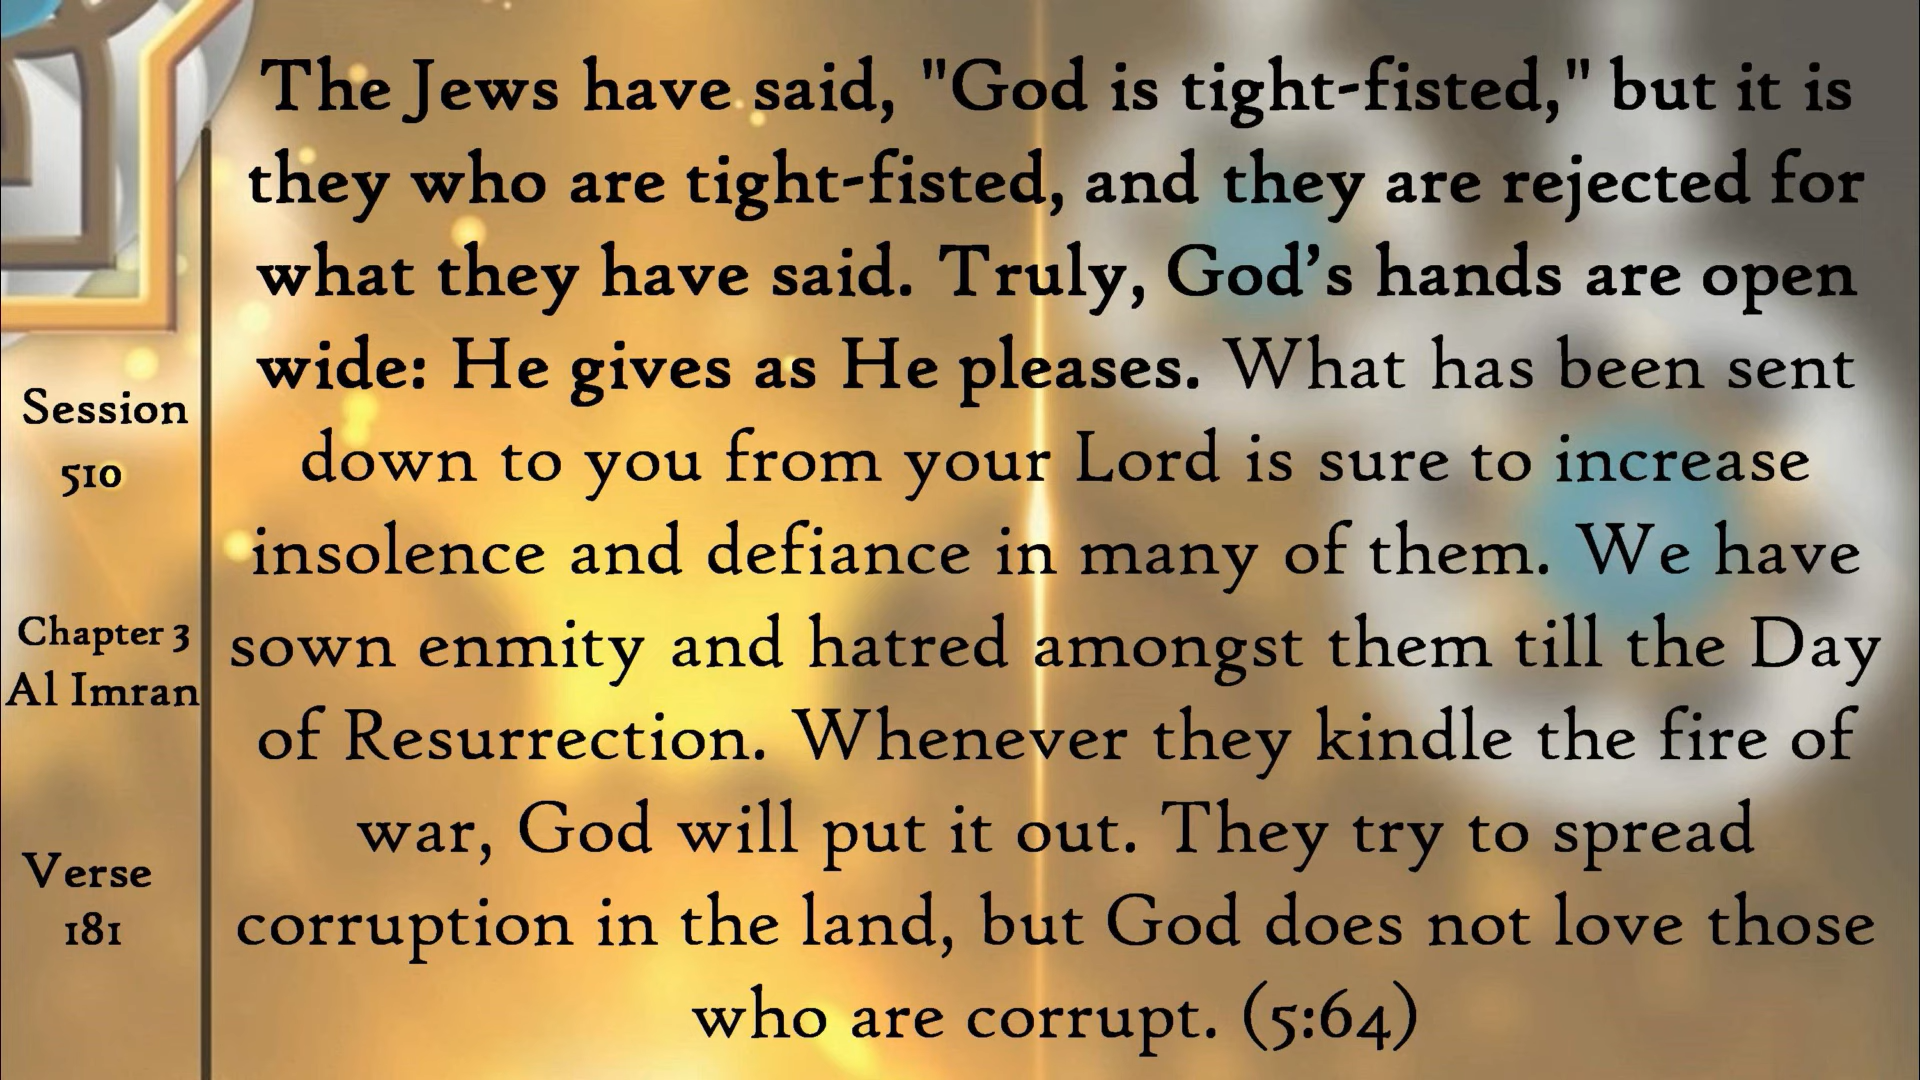 The Jews have said, "God is tight-fisted," but it is
they who are tight-fisted, and they are rejected for
what they have said. Truly, God’s hands are open
wide: He gives as He pleases. What has been sent
down to you from your Lord is sure to increase
insolence and defiance in many of them. We have
sown enmity and hatred amongst them till the Day
of Resurrection. Whenever they kindle the fire of
war, God will put it out. They try to spread
corruption in the land, but God does not love those
who are corrupt. (5:64)
Session
510
Chapter 3
Al Imran
Verse
181